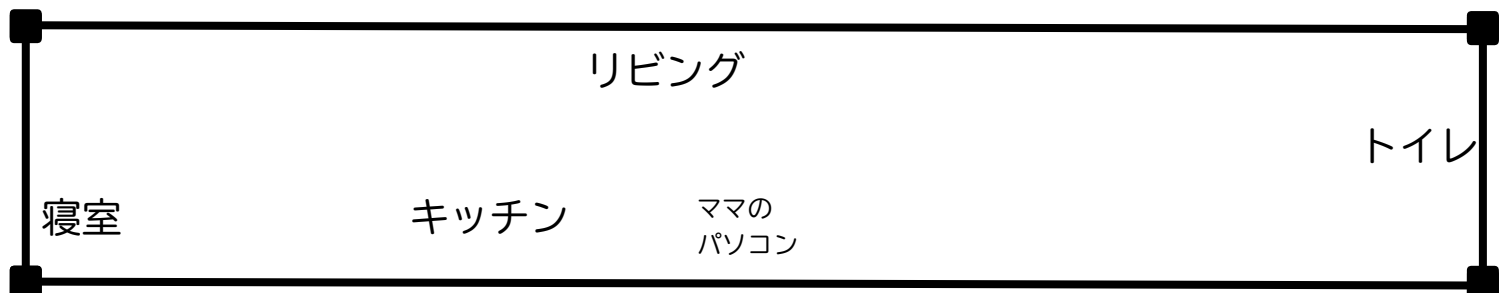 リビング
トイレ
寝室
キッチン
ママの
パソコン